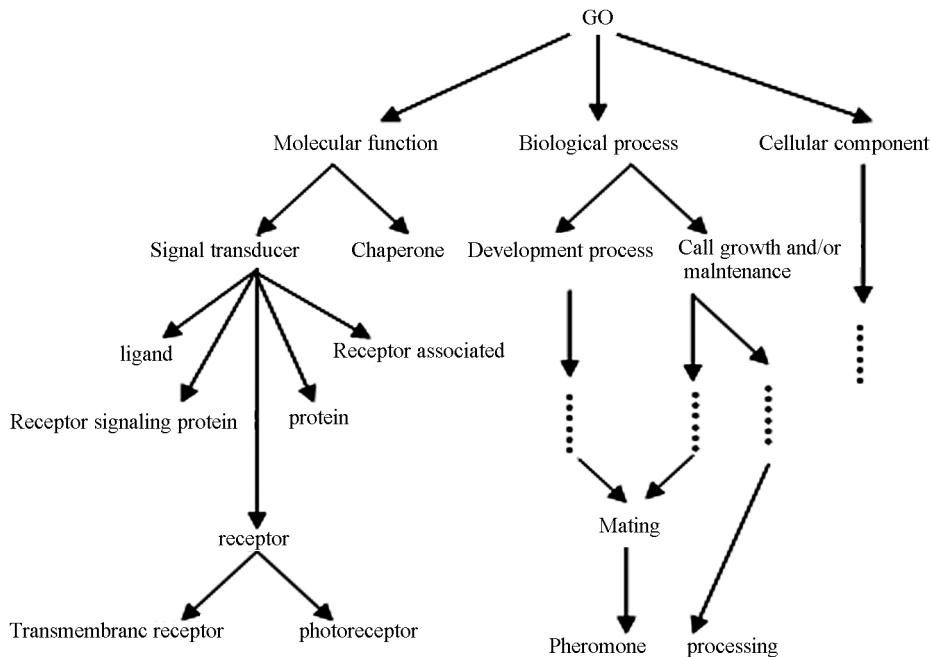 GO
Molecular function
Biological process
Cellular component
Signal transducer
Chaperone
Development process
Call growth and/or
malntenance
ligand
Receptor associated
Receptor signaling protein
protein
Mating
receptor
Transmembranc receptor
photoreceptor
Pheromone
processing